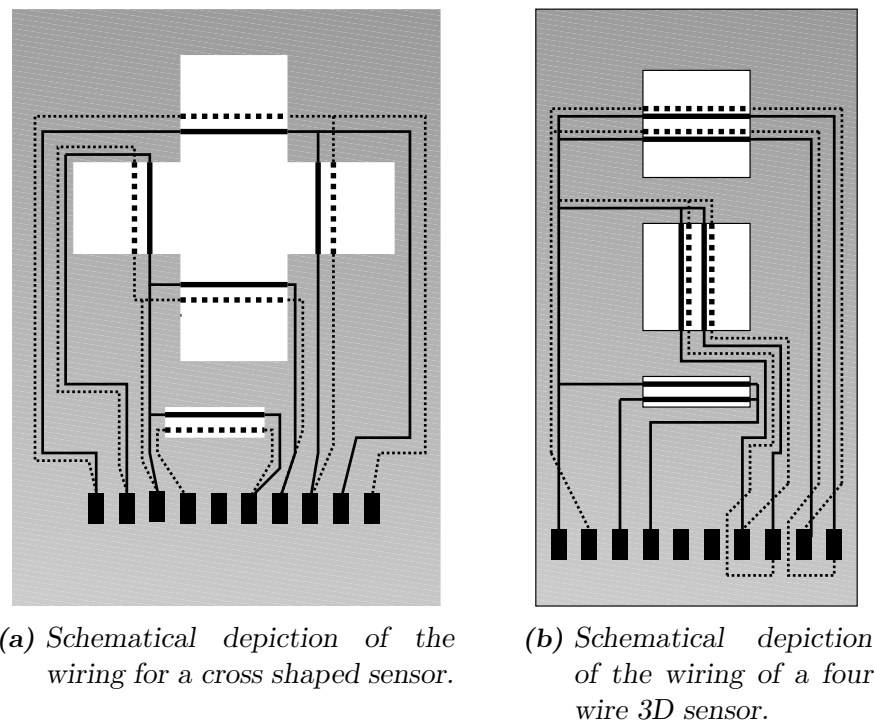 (a) Schematical depiction of the
wiring for a cross shaped sensor.
(b) Schematical depiction
of the wiring of a four
wire 3D sensor.